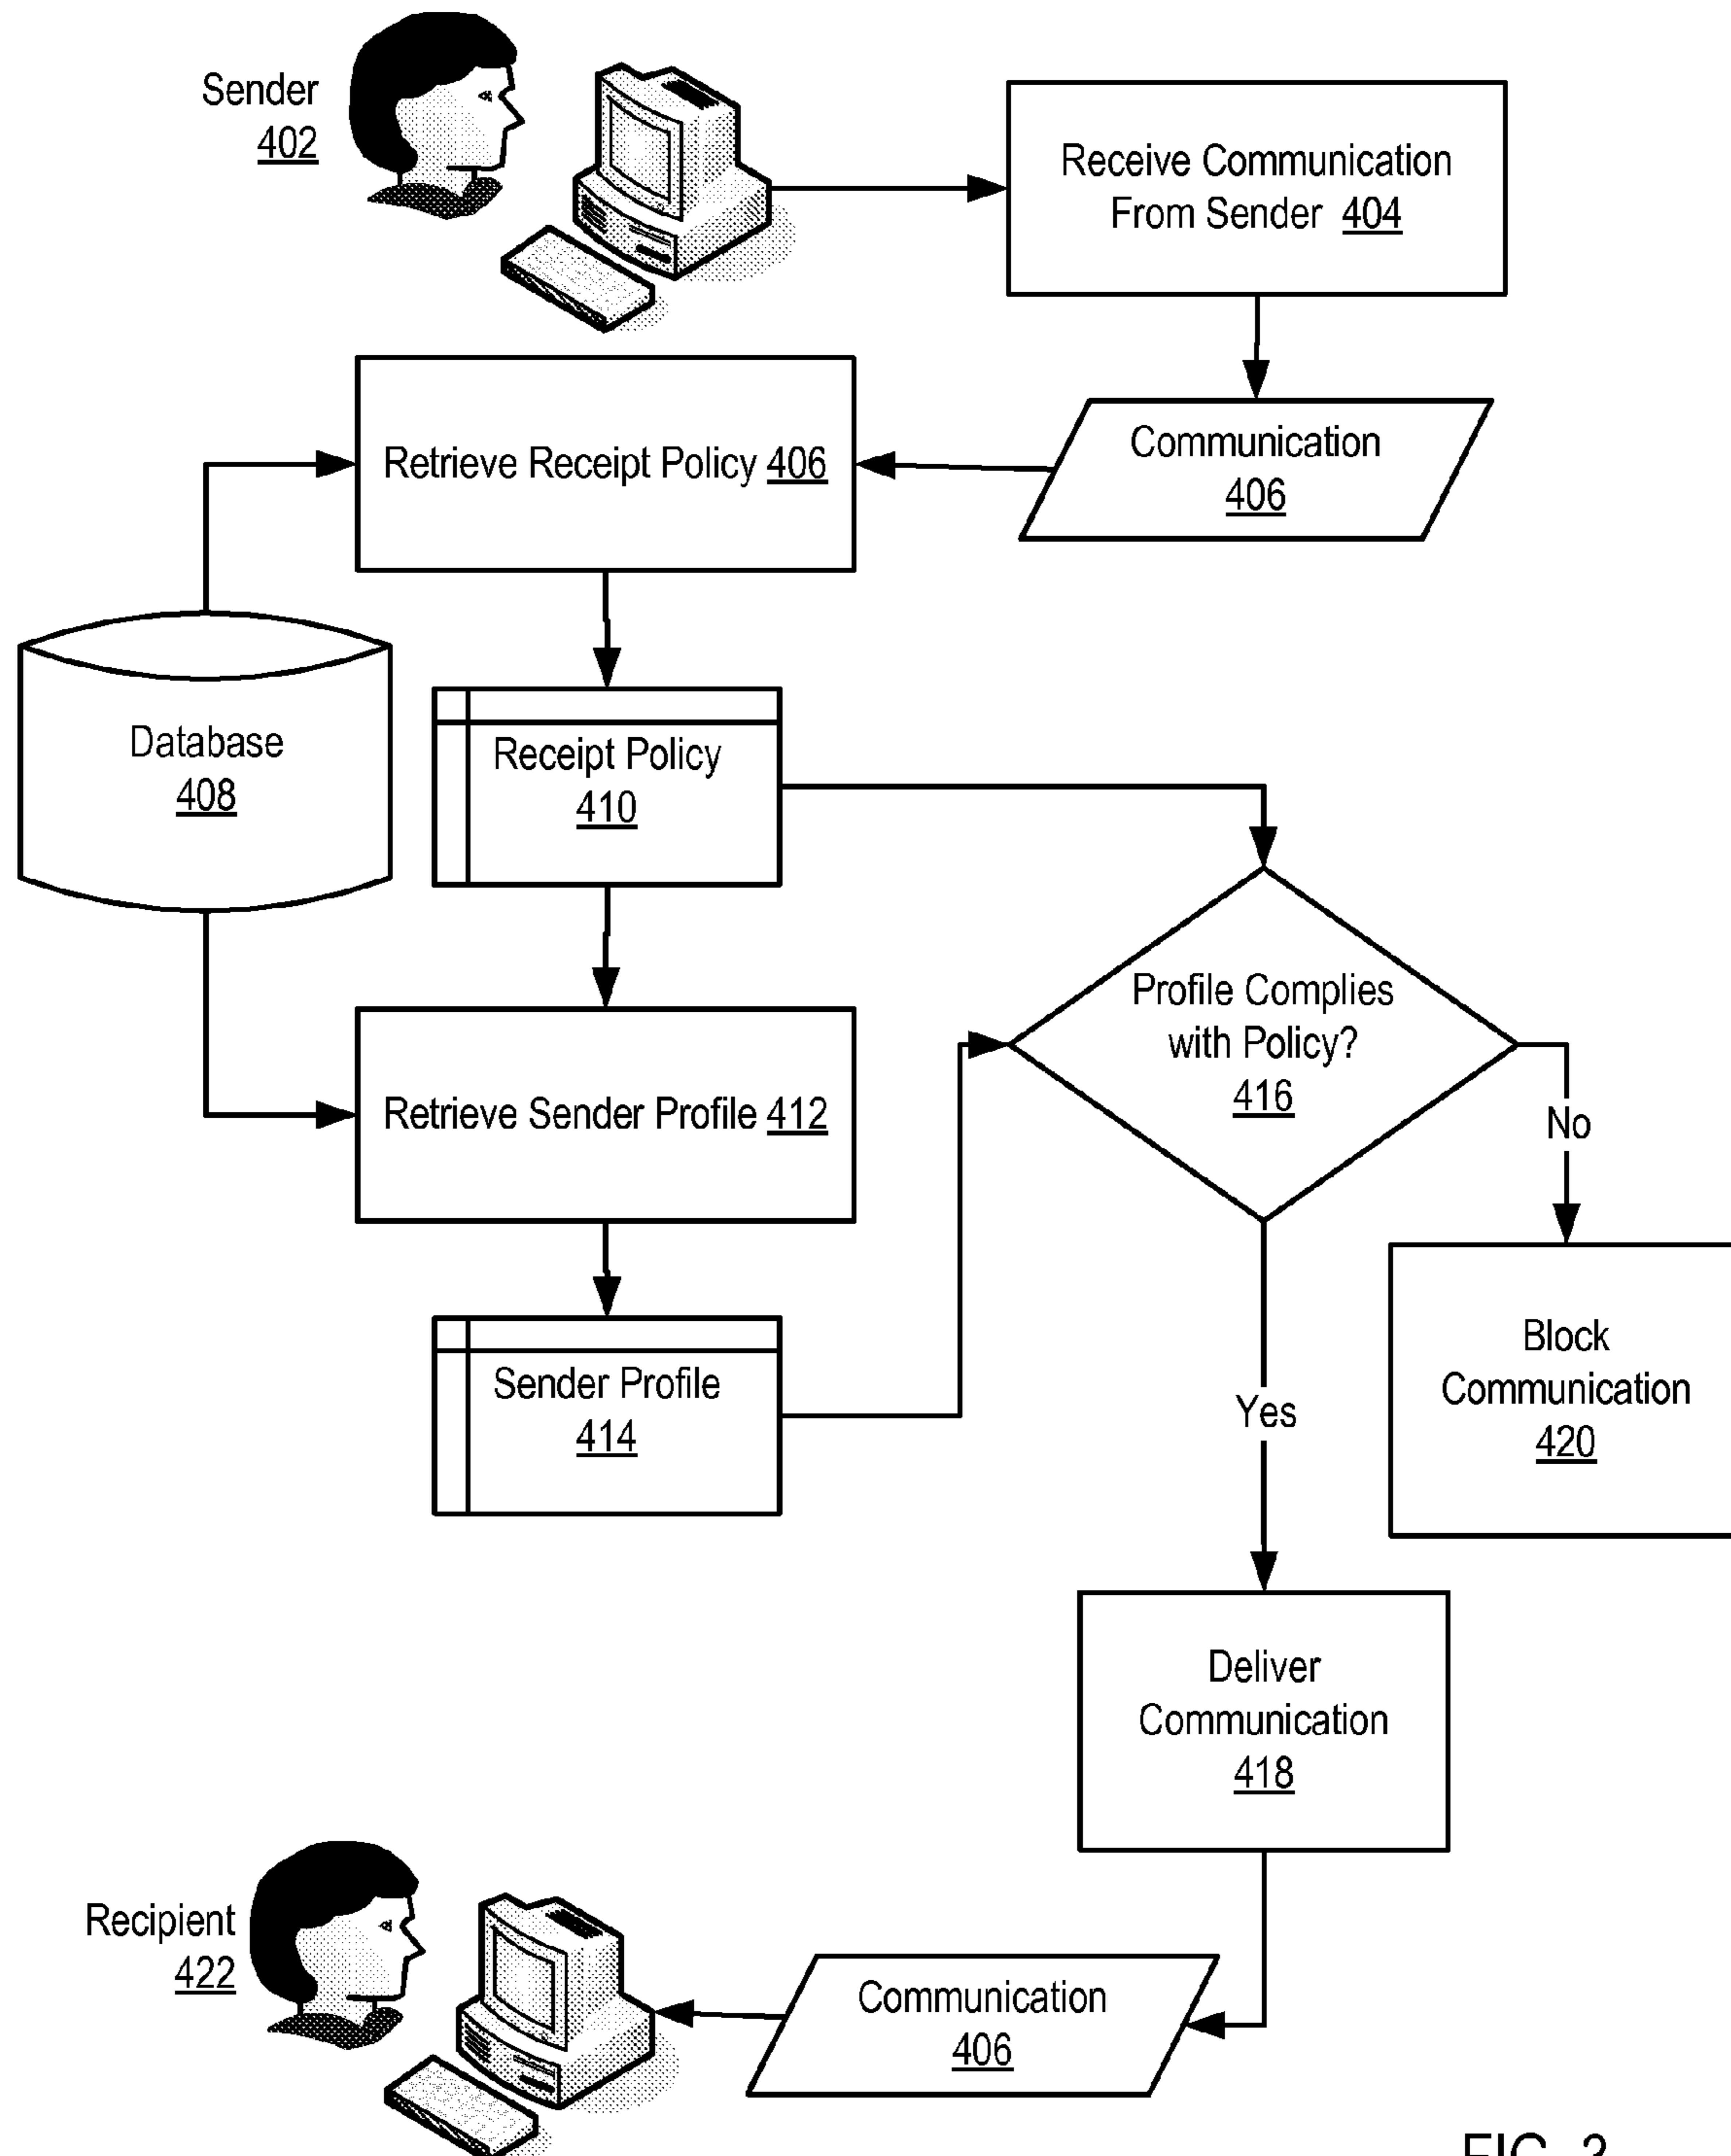 Sender
402
Receive Communication
From Sender 404
Retrieve Receipt Policy 406
Communication
406
Database
408
Receipt Policy
410
Profile Complies
with Policy?
416
Retrieve Sender Profile 412
No
Sender Profile
414
Block
Communication
420
Yes
Deliver
Communication
418
Recipient
422
Communication
406
FIG. 3